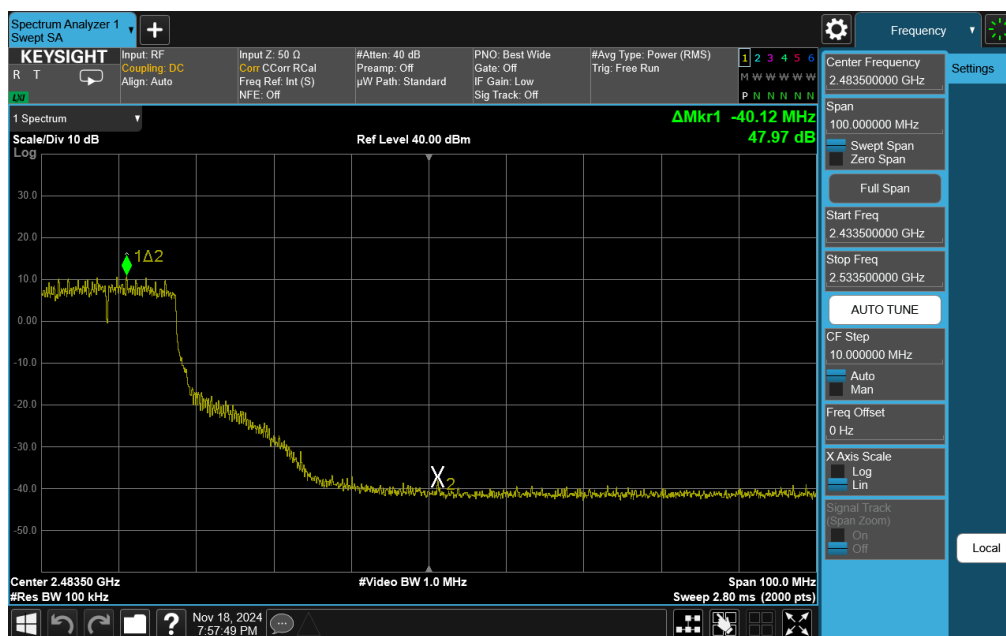 Spectrum Analyzer 1
Swept SA
+
Frequency
KEYSIGHT
R T
LXI
Input: RF
Coupling: DC
Align: Auto
Input Z: 50 Ω
Corr CCorr RCal
Freq Ref: Int (S)
NFE: Off
#Atten: 40 dB
Preamp: Off
µW Path: Standard
PNO: Best Wide
Gate: Off
IF Gain: Low
Sig Track: Off
#Avg Type: Power (RMS)
Trig: Free Run
1 2 3 4 5 6
M W W W W W
P N N N N N
1 Spectrum
ΔMkr1 -40.12 MHz
47.97 dB
Scale/Div 10 dB
Ref Level 40.00 dBm
Log
30.0
20.0
10.0
0.00
-10.0
-20.0
-30.0
-40.0
-50.0
1Δ2
X2
Center 2.48350 GHz
#Video BW 1.0 MHz
Span 100.0 MHz
#Res BW 100 kHz
Sweep 2.80 ms (2000 pts)
?
Nov 18, 2024
7:57:49 PM
Center Frequency
2.483500000 GHz
Span
100.000000 MHz
Swept Span
Zero Span
Full Span
Start Freq
2.433500000 GHz
Stop Freq
2.533500000 GHz
AUTO TUNE
CF Step
10.000000 MHz
Auto
Man
Freq Offset
0 Hz
X Axis Scale
Log
Lin
Signal Track
(Span Zoom)
On
Off
Settings
Local